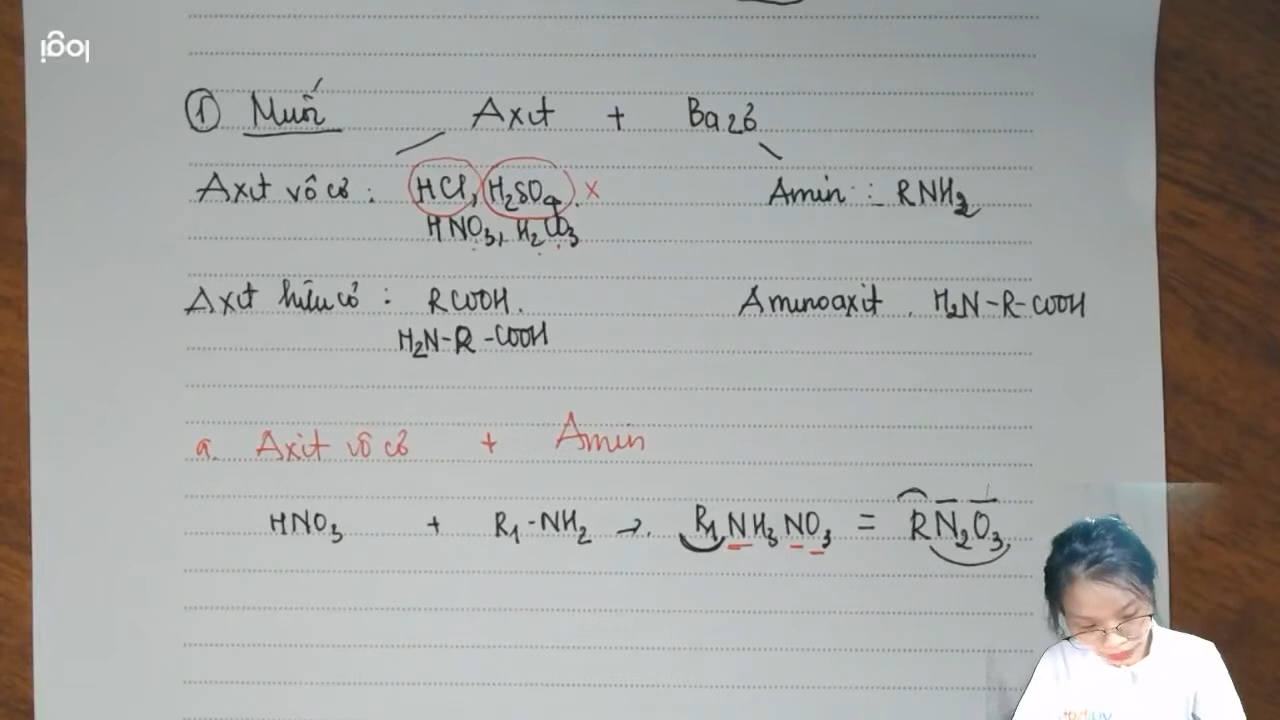 logi
① Muối Axit + Bazơ
Axit vô cơ : HCl, H₂SO₄. x Amin : RNH₂
HNO₃, H₂CO₃
Axit hữu cơ : RCOOH. Aminoaxit . H₂N-R-COOH
H₂N-R-COOH
a. Axit vô cơ + Amin
HNO₃ + R₁-NH₂ → R₁NH₃NO₃ = RN₂O₃